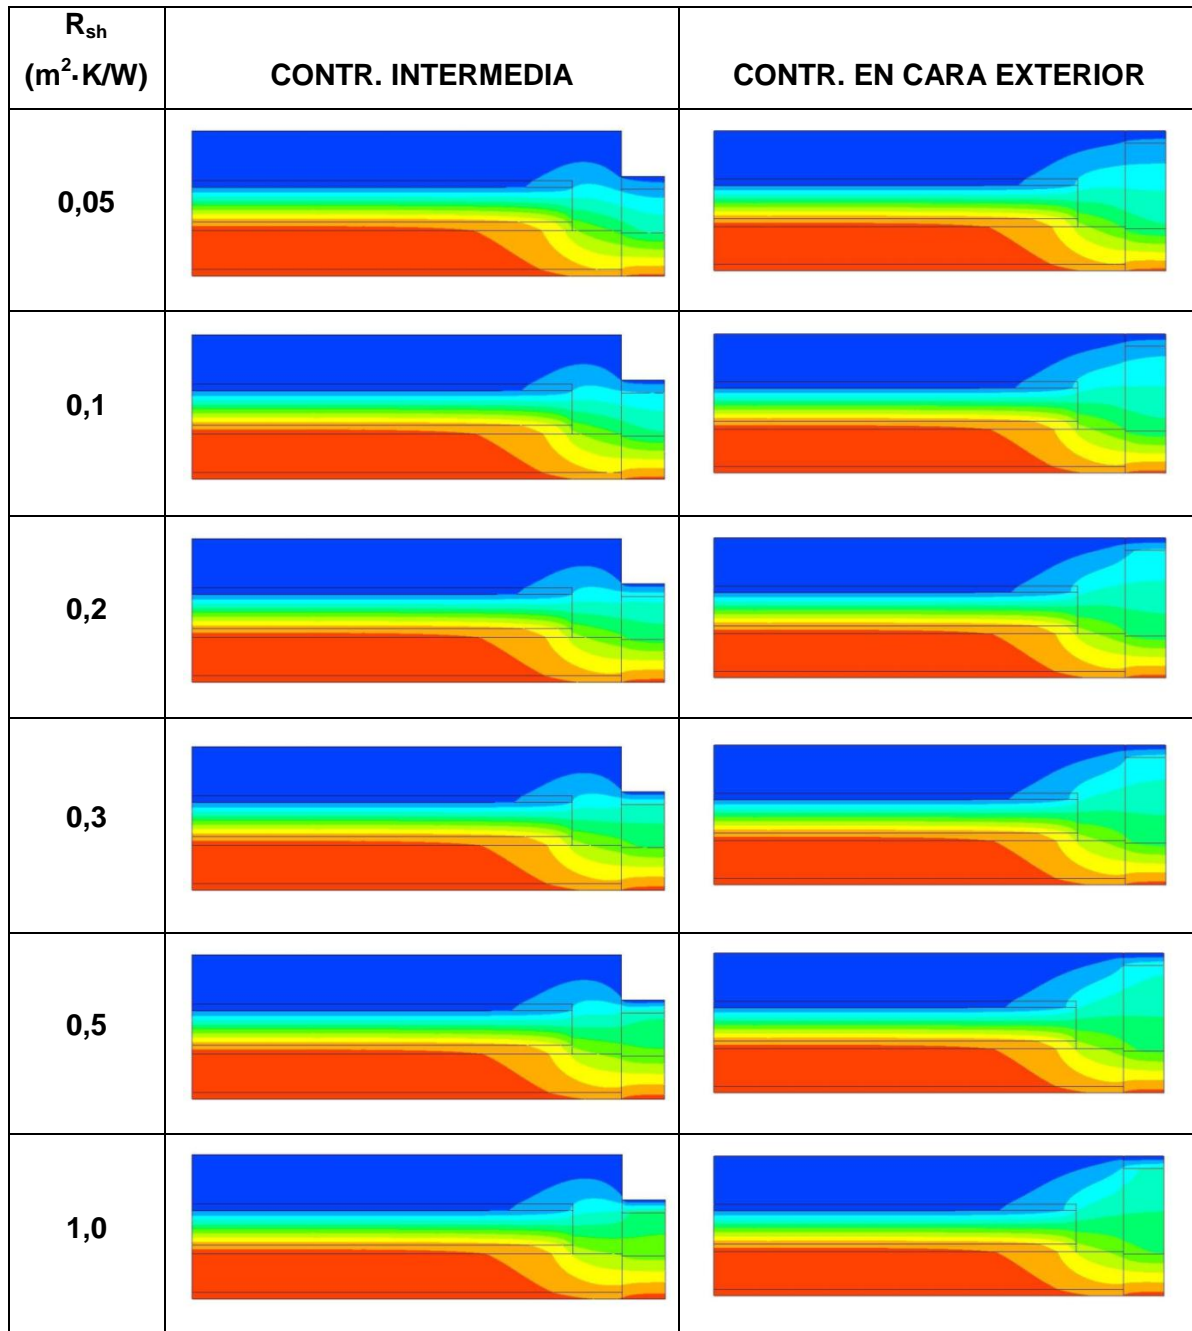 R_sh
(m²·K/W)
CONTR. INTERMEDIA
CONTR. EN CARA EXTERIOR
0,05
0,1
0,2
0,3
0,5
1,0